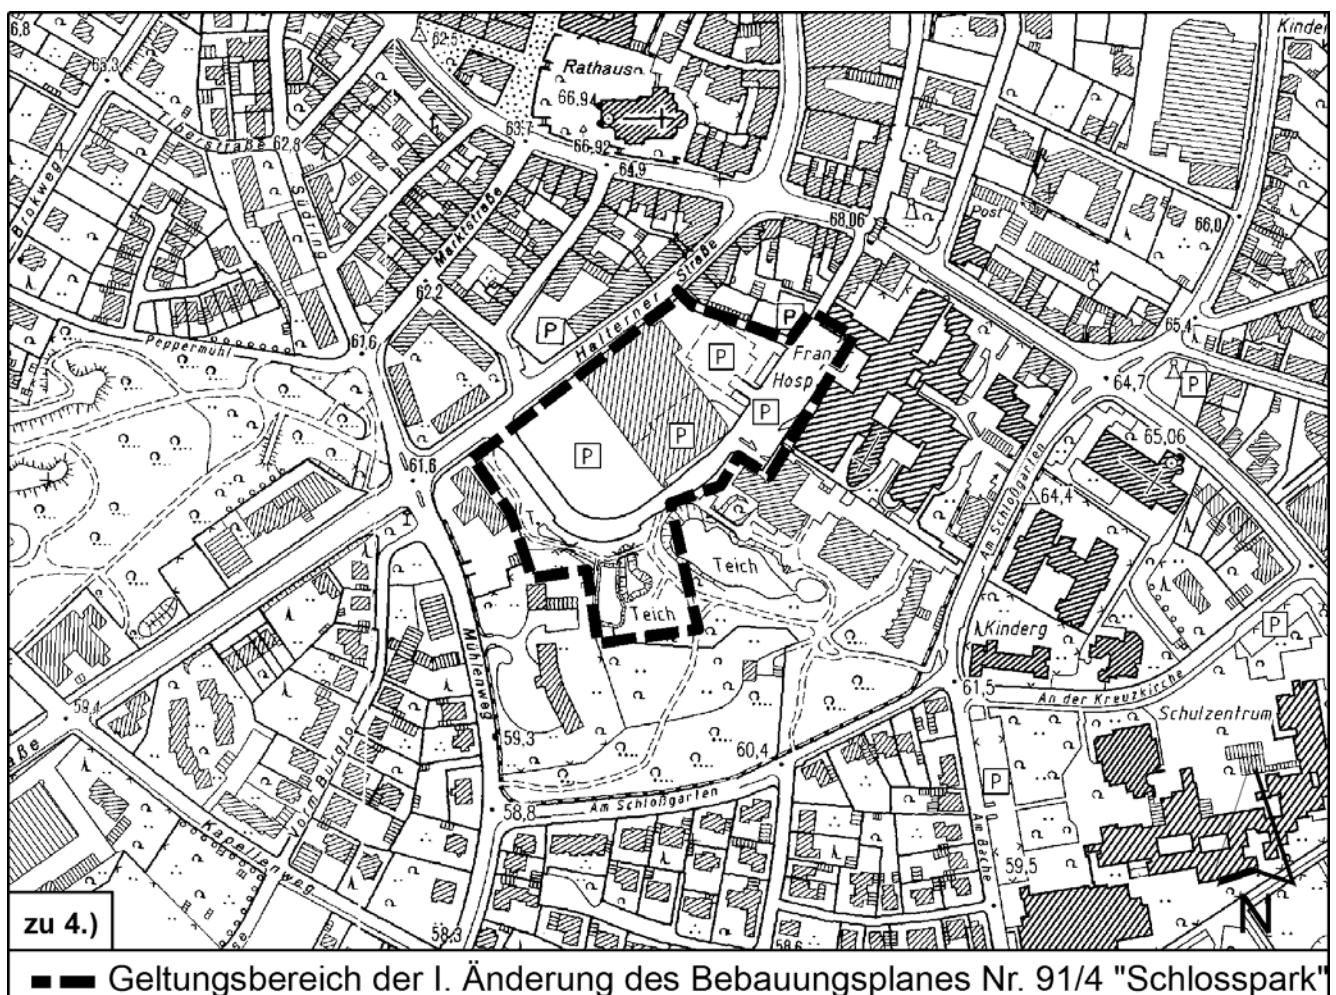 6,8
63.3
62,5
Rathaus
66,94
Kinder
Tiberstraße
62,8
63.7
66,92
64,9
Brokweg
Südring
Marktstraße
68,06
Post
66,0
62,2
Halterner Straße
P
P
P
Fran
Hosp
65,4
61,6
Peppermühl
64,7
P
P
P
P
65,06
61,6
Am Schloßgarten
64,4
Teich
Teich
Kinderg
P
Mühlenweg
61,5
An der Kreuzkirche
Schulzentrum
59,4
aße
59,3
60,4
P
Vom Burglo
Am Schloßgarten
58,8
Kapellenweg
Am Bache
59,5
58,3
58,6
N
zu 4.)
Geltungsbereich der I. Änderung des Bebauungsplanes Nr. 91/4 "Schlosspark"